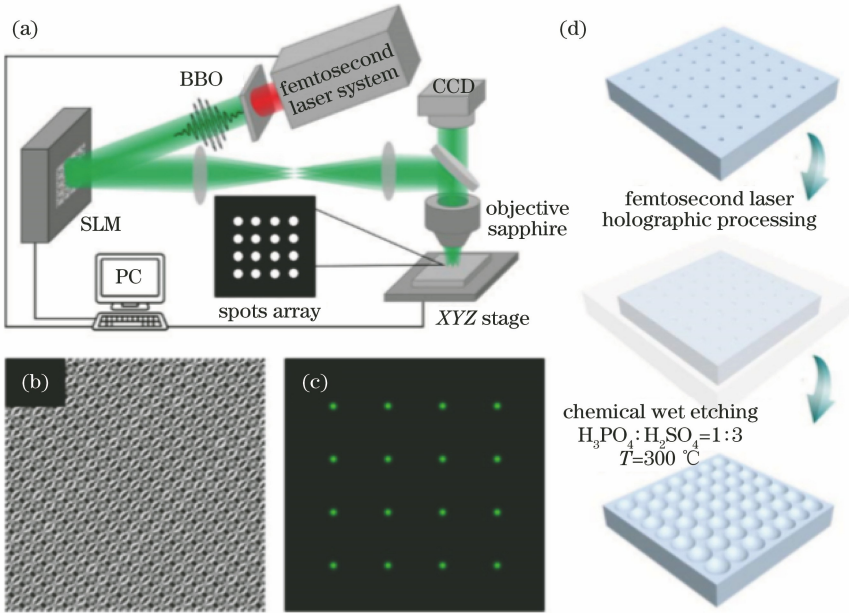 (a)
BBO
femtosecond
laser system
CCD
SLM
objective
sapphire
PC
spots array
XYZ stage
(b)
(c)
(d)
femtosecond laser
holographic processing
chemical wet etching
H₃PO₄:H₂SO₄=1:3
T=300 ℃